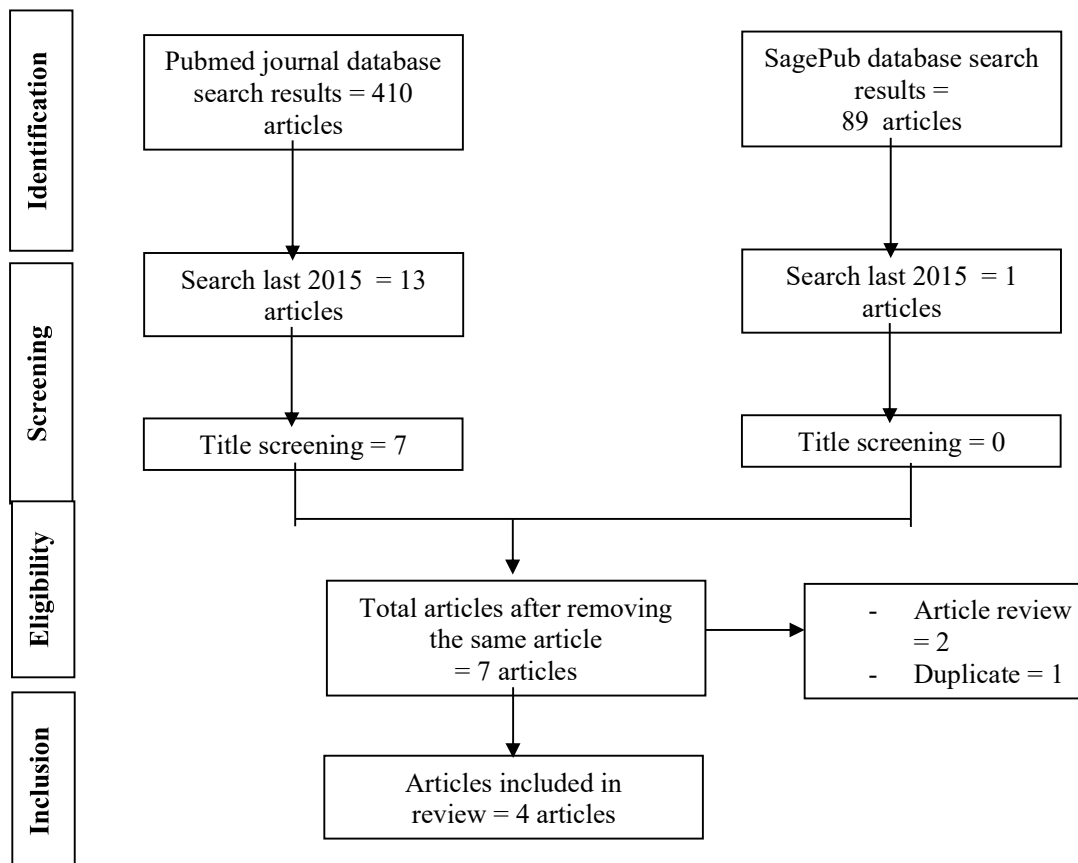 Identification
Pubmed journal database
search results = 410
articles
SagePub database search
results =
89 articles
Screening
Search last 2015 = 13
articles
Search last 2015 = 1
articles
Title screening = 7
Title screening = 0
Eligibility
Total articles after removing
the same article
= 7 articles
- Article review
= 2
- Duplicate = 1
Inclusion
Articles included in
review = 4 articles